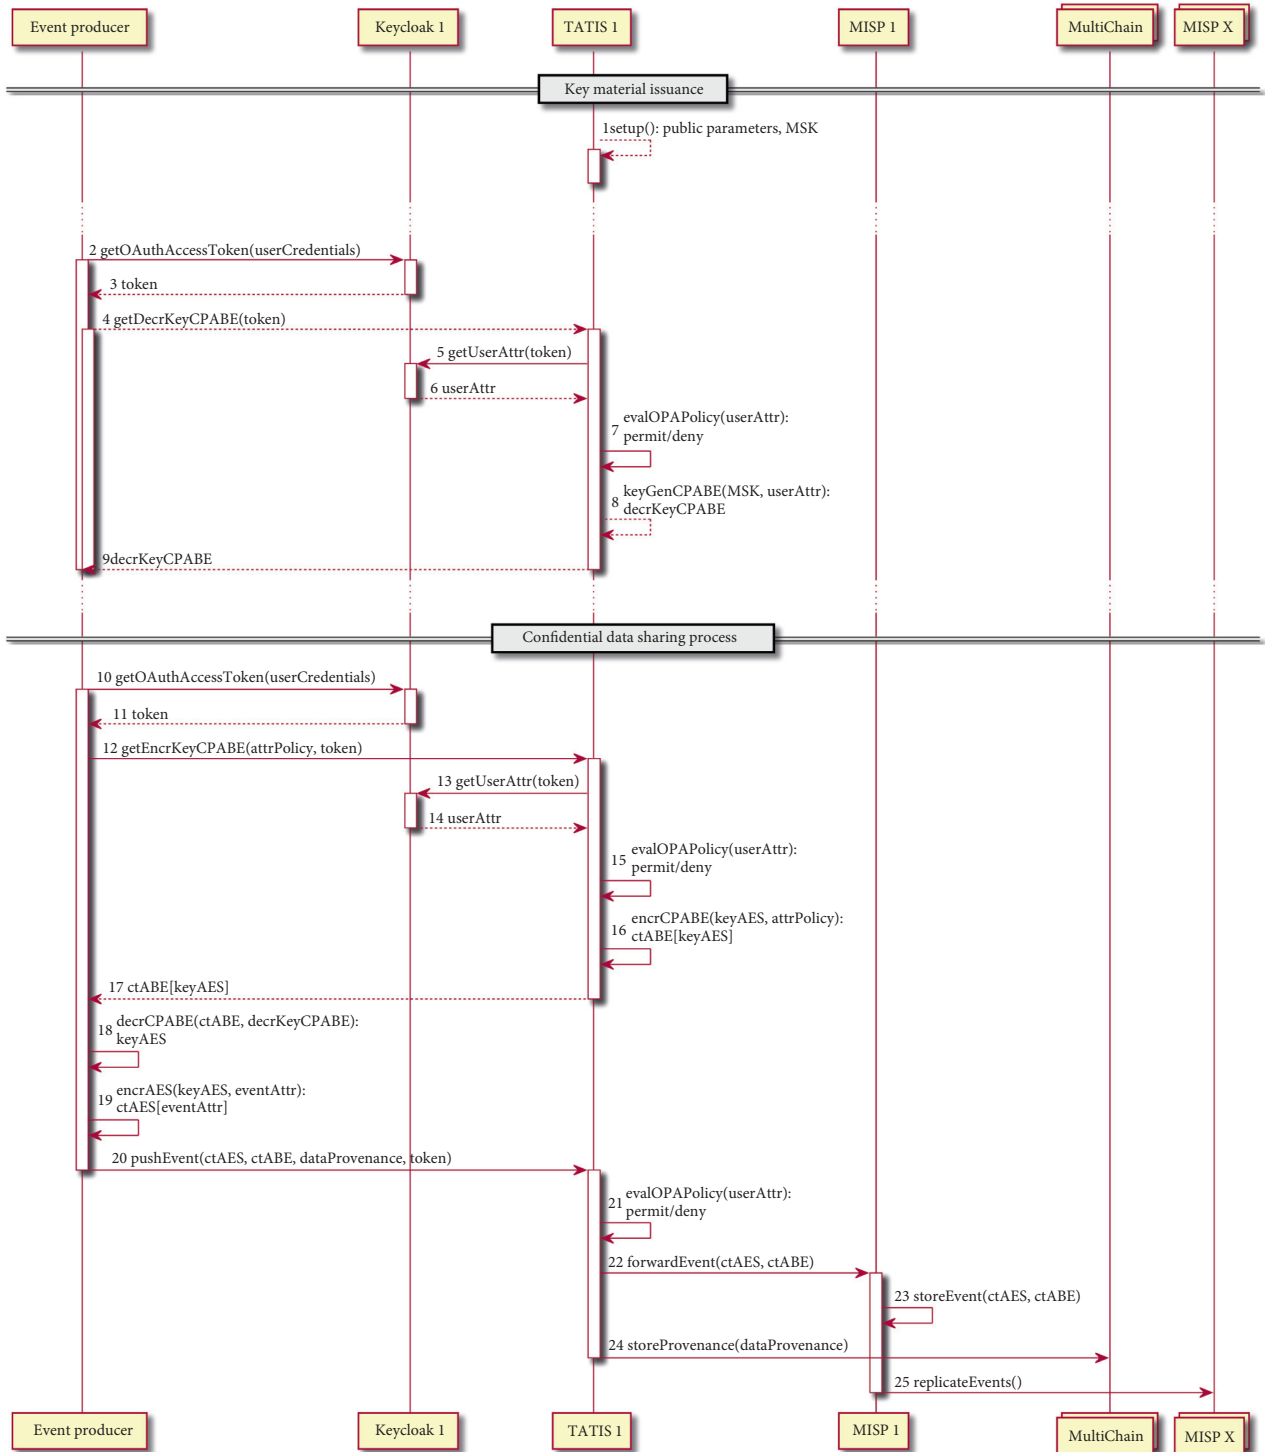 Event producer
Keycloak 1
TATIS 1
MISP 1
MultiChain
MISP X
Key material issuance
1setup(): public parameters, MSK
2 getOAuthAccessToken(userCredentials)
3 token
4 getDecrKeyCPABE(token)
5 getUserAttr(token)
6 userAttr
7 evalOPAPolicy(userAttr):
permit/deny
8 keyGenCPABE(MSK, userAttr):
decrKeyCPABE
9decrKeyCPABE
Confidential data sharing process
10 getOAuthAccessToken(userCredentials)
11 token
12 getEncrKeyCPABE(attrPolicy, token)
13 getUserAttr(token)
14 userAttr
15 evalOPAPolicy(userAttr):
permit/deny
16 encrCPABE(keyAES, attrPolicy):
ctABE[keyAES]
17 ctABE[keyAES]
18 decrCPABE(ctABE, decrKeyCPABE):
keyAES
19 encrAES(keyAES, eventAttr):
ctAES[eventAttr]
20 pushEvent(ctAES, ctABE, dataProvenance, token)
21 evalOPAPolicy(userAttr):
permit/deny
22 forwardEvent(ctAES, ctABE)
23 storeEvent(ctAES, ctABE)
24 storeProvenance(dataProvenance)
25 replicateEvents()
Event producer
Keycloak 1
TATIS 1
MISP 1
MultiChain
MISP X